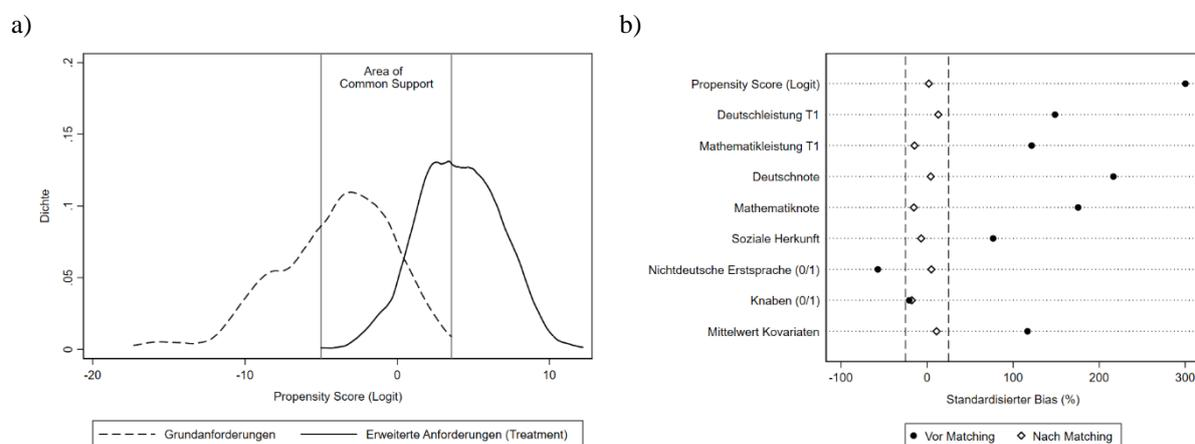 a)
Area of
Common Support
Dichte
.2
.15
.1
.05
0
-20
-10
0
10
Propensity Score (Logit)
Grundanforderungen
Erweiterte Anforderungen (Treatment)
b)
Propensity Score (Logit)
Deutschleistung T1
Mathematikleistung T1
Deutschnote
Mathematiknote
Soziale Herkunft
Nichtdeutsche Erstsprache (0/1)
Knaben (0/1)
Mittelwert Kovariaten
-100
0
100
200
300
Standardisierter Bias (%)
Vor Matching
Nach Matching